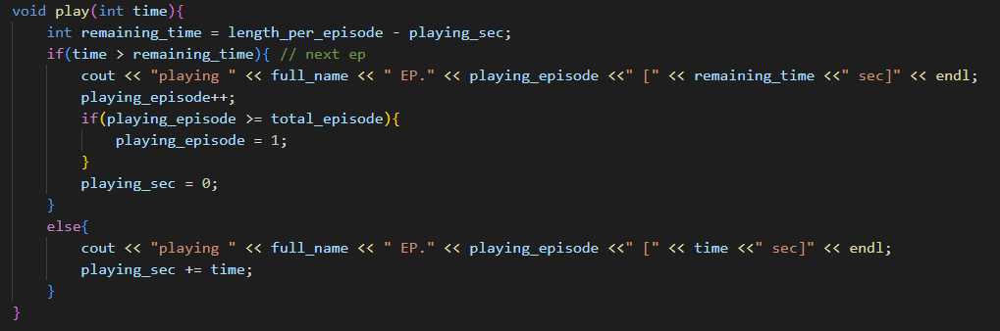 void play(int time){
    int remaining_time = length_per_episode - playing_sec;
    if(time > remaining_time){ // next ep
        cout << "playing " << full_name << " EP." << playing_episode <<" [" << remaining_time <<" sec]" << endl;
        playing_episode++;
        if(playing_episode >= total_episode){
            playing_episode = 1;
        }
        playing_sec = 0;
    }
    else{
        cout << "playing " << full_name << " EP." << playing_episode <<" [" << time <<" sec]" << endl;
        playing_sec += time;
    }
}